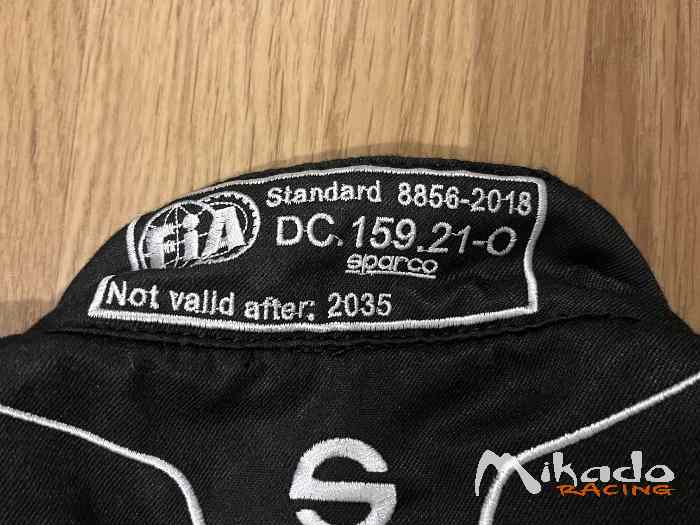 FiA
Standard 8856-2018
DC. 159.21-O
sparco
Not valid after: 2035
S
Mikado
RACING